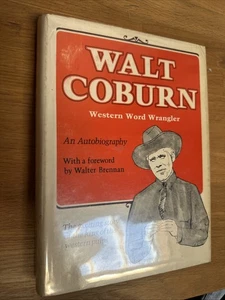 WALT
COBURN
Western Word Wrangler
An Autobiography
With a foreword
by Walter Brennan